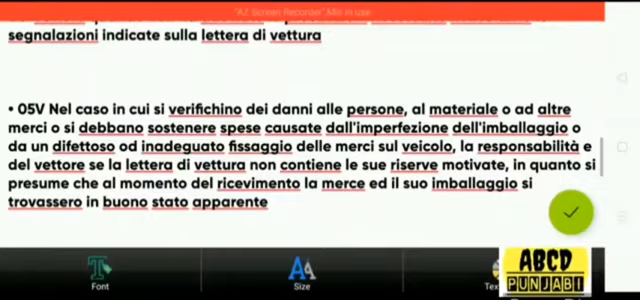 "AZ Screen Recorder",Mili in use.
segnalazioni indicate sulla lettera di vettura
• 05V Nel caso in cui si verifichino dei danni alle persone, al materiale o ad altre
merci o si debbano sostenere spese causate dall'imperfezione dell'imballaggio o
da un difettoso od inadeguato fissaggio delle merci sul veicolo, la responsabilità e
del vettore se la lettera di vettura non contiene le sue riserve motivate, in quanto si
presume che al momento del ricevimento la merce ed il suo imballaggio si
trovassero in buono stato apparente
Font
Size
ABCD
PUNJABI